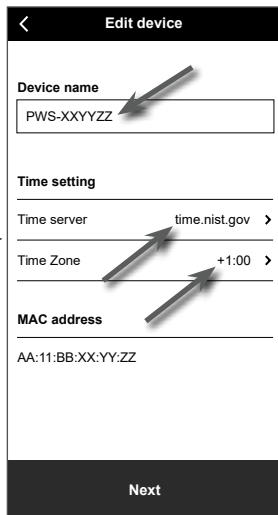 Edit device
Device name
PWS-XXYYZZ
Time setting
Time server time.nist.gov
Time Zone +1:00
MAC address
AA:11:BB:XX:YY:ZZ
Next